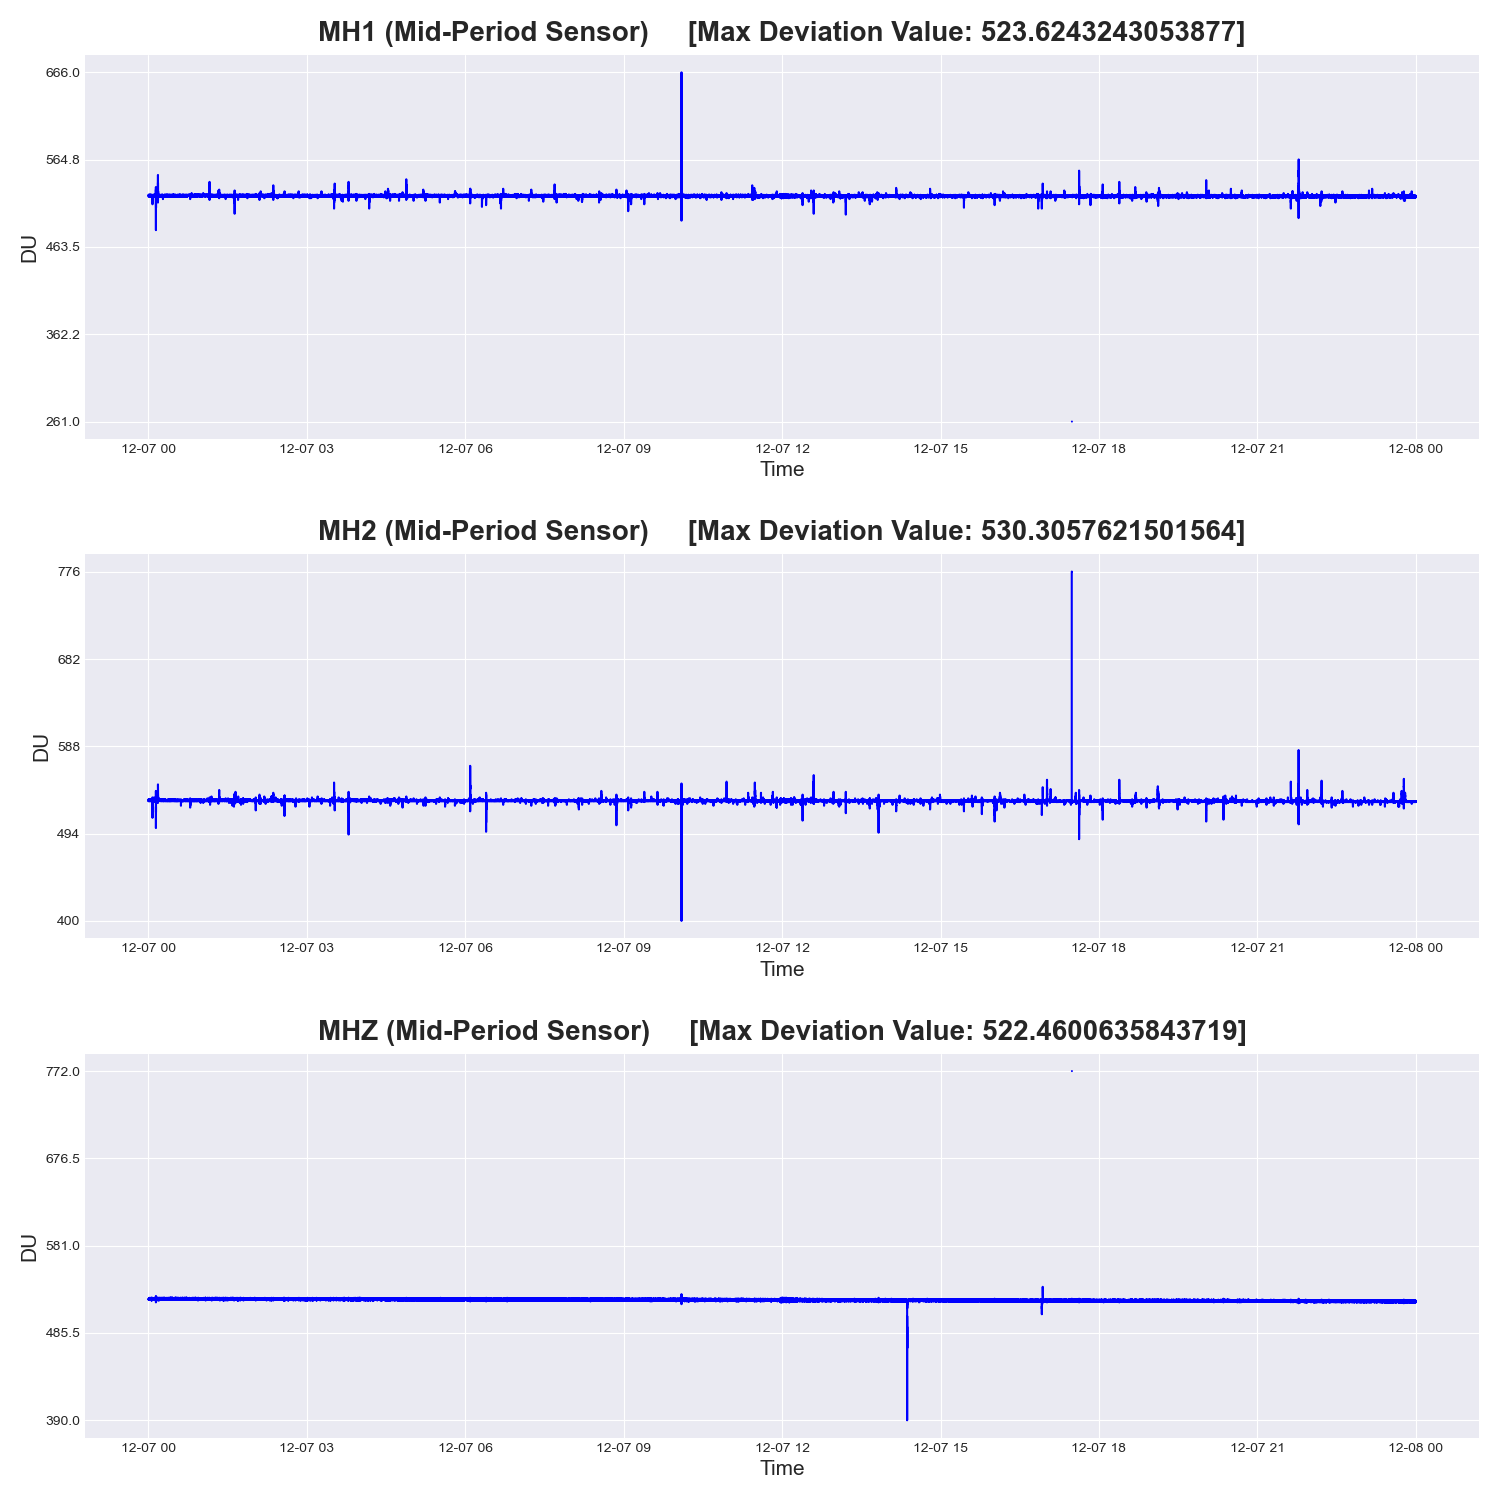 MH1 (Mid-Period Sensor)     [Max Deviation Value: 523.6243243053877]
666.0
564.8
463.5
362.2
261.0
DU
12-07 00 12-07 03 12-07 06 12-07 09 12-07 12 12-07 15 12-07 18 12-07 21 12-08 00
Time
MH2 (Mid-Period Sensor)     [Max Deviation Value: 530.3057621501564]
776
682
588
494
400
DU
12-07 00 12-07 03 12-07 06 12-07 09 12-07 12 12-07 15 12-07 18 12-07 21 12-08 00
Time
MHZ (Mid-Period Sensor)     [Max Deviation Value: 522.4600635843719]
772.0
676.5
581.0
485.5
390.0
DU
12-07 00 12-07 03 12-07 06 12-07 09 12-07 12 12-07 15 12-07 18 12-07 21 12-08 00
Time